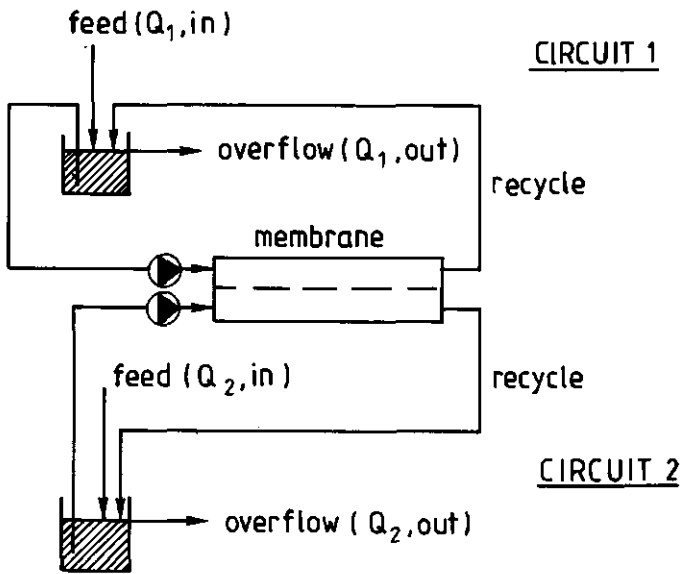 feed (Q₁, in)
CIRCUIT 1
overflow (Q₁, out)
recycle
membrane
feed (Q₂, in)
recycle
CIRCUIT 2
overflow (Q₂, out)